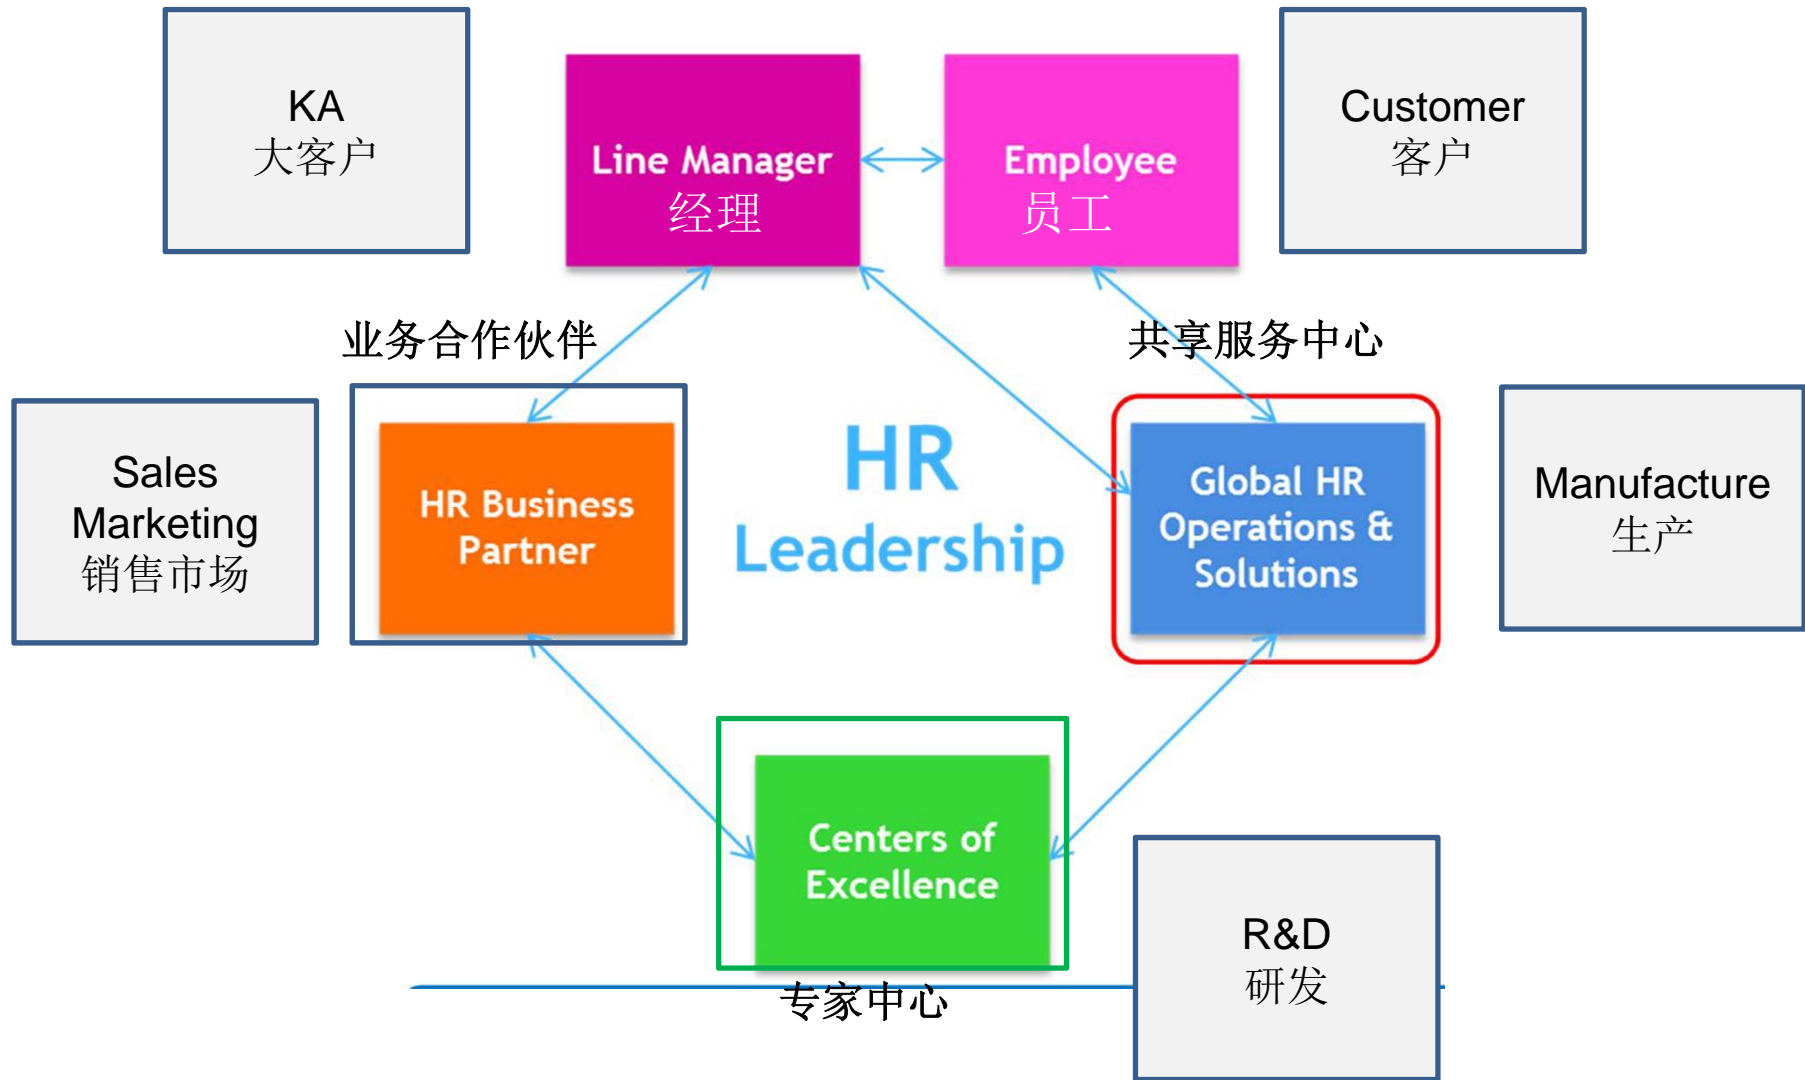 KA
大客户
Line Manager
经理
Employee
员工
Customer
客户
业务合作伙伴
共享服务中心
Sales
Marketing
销售市场
HR Business
Partner
HR
Leadership
Global HR
Operations &
Solutions
Manufacture
生产
Centers of
Excellence
专家中心
R&D
研发